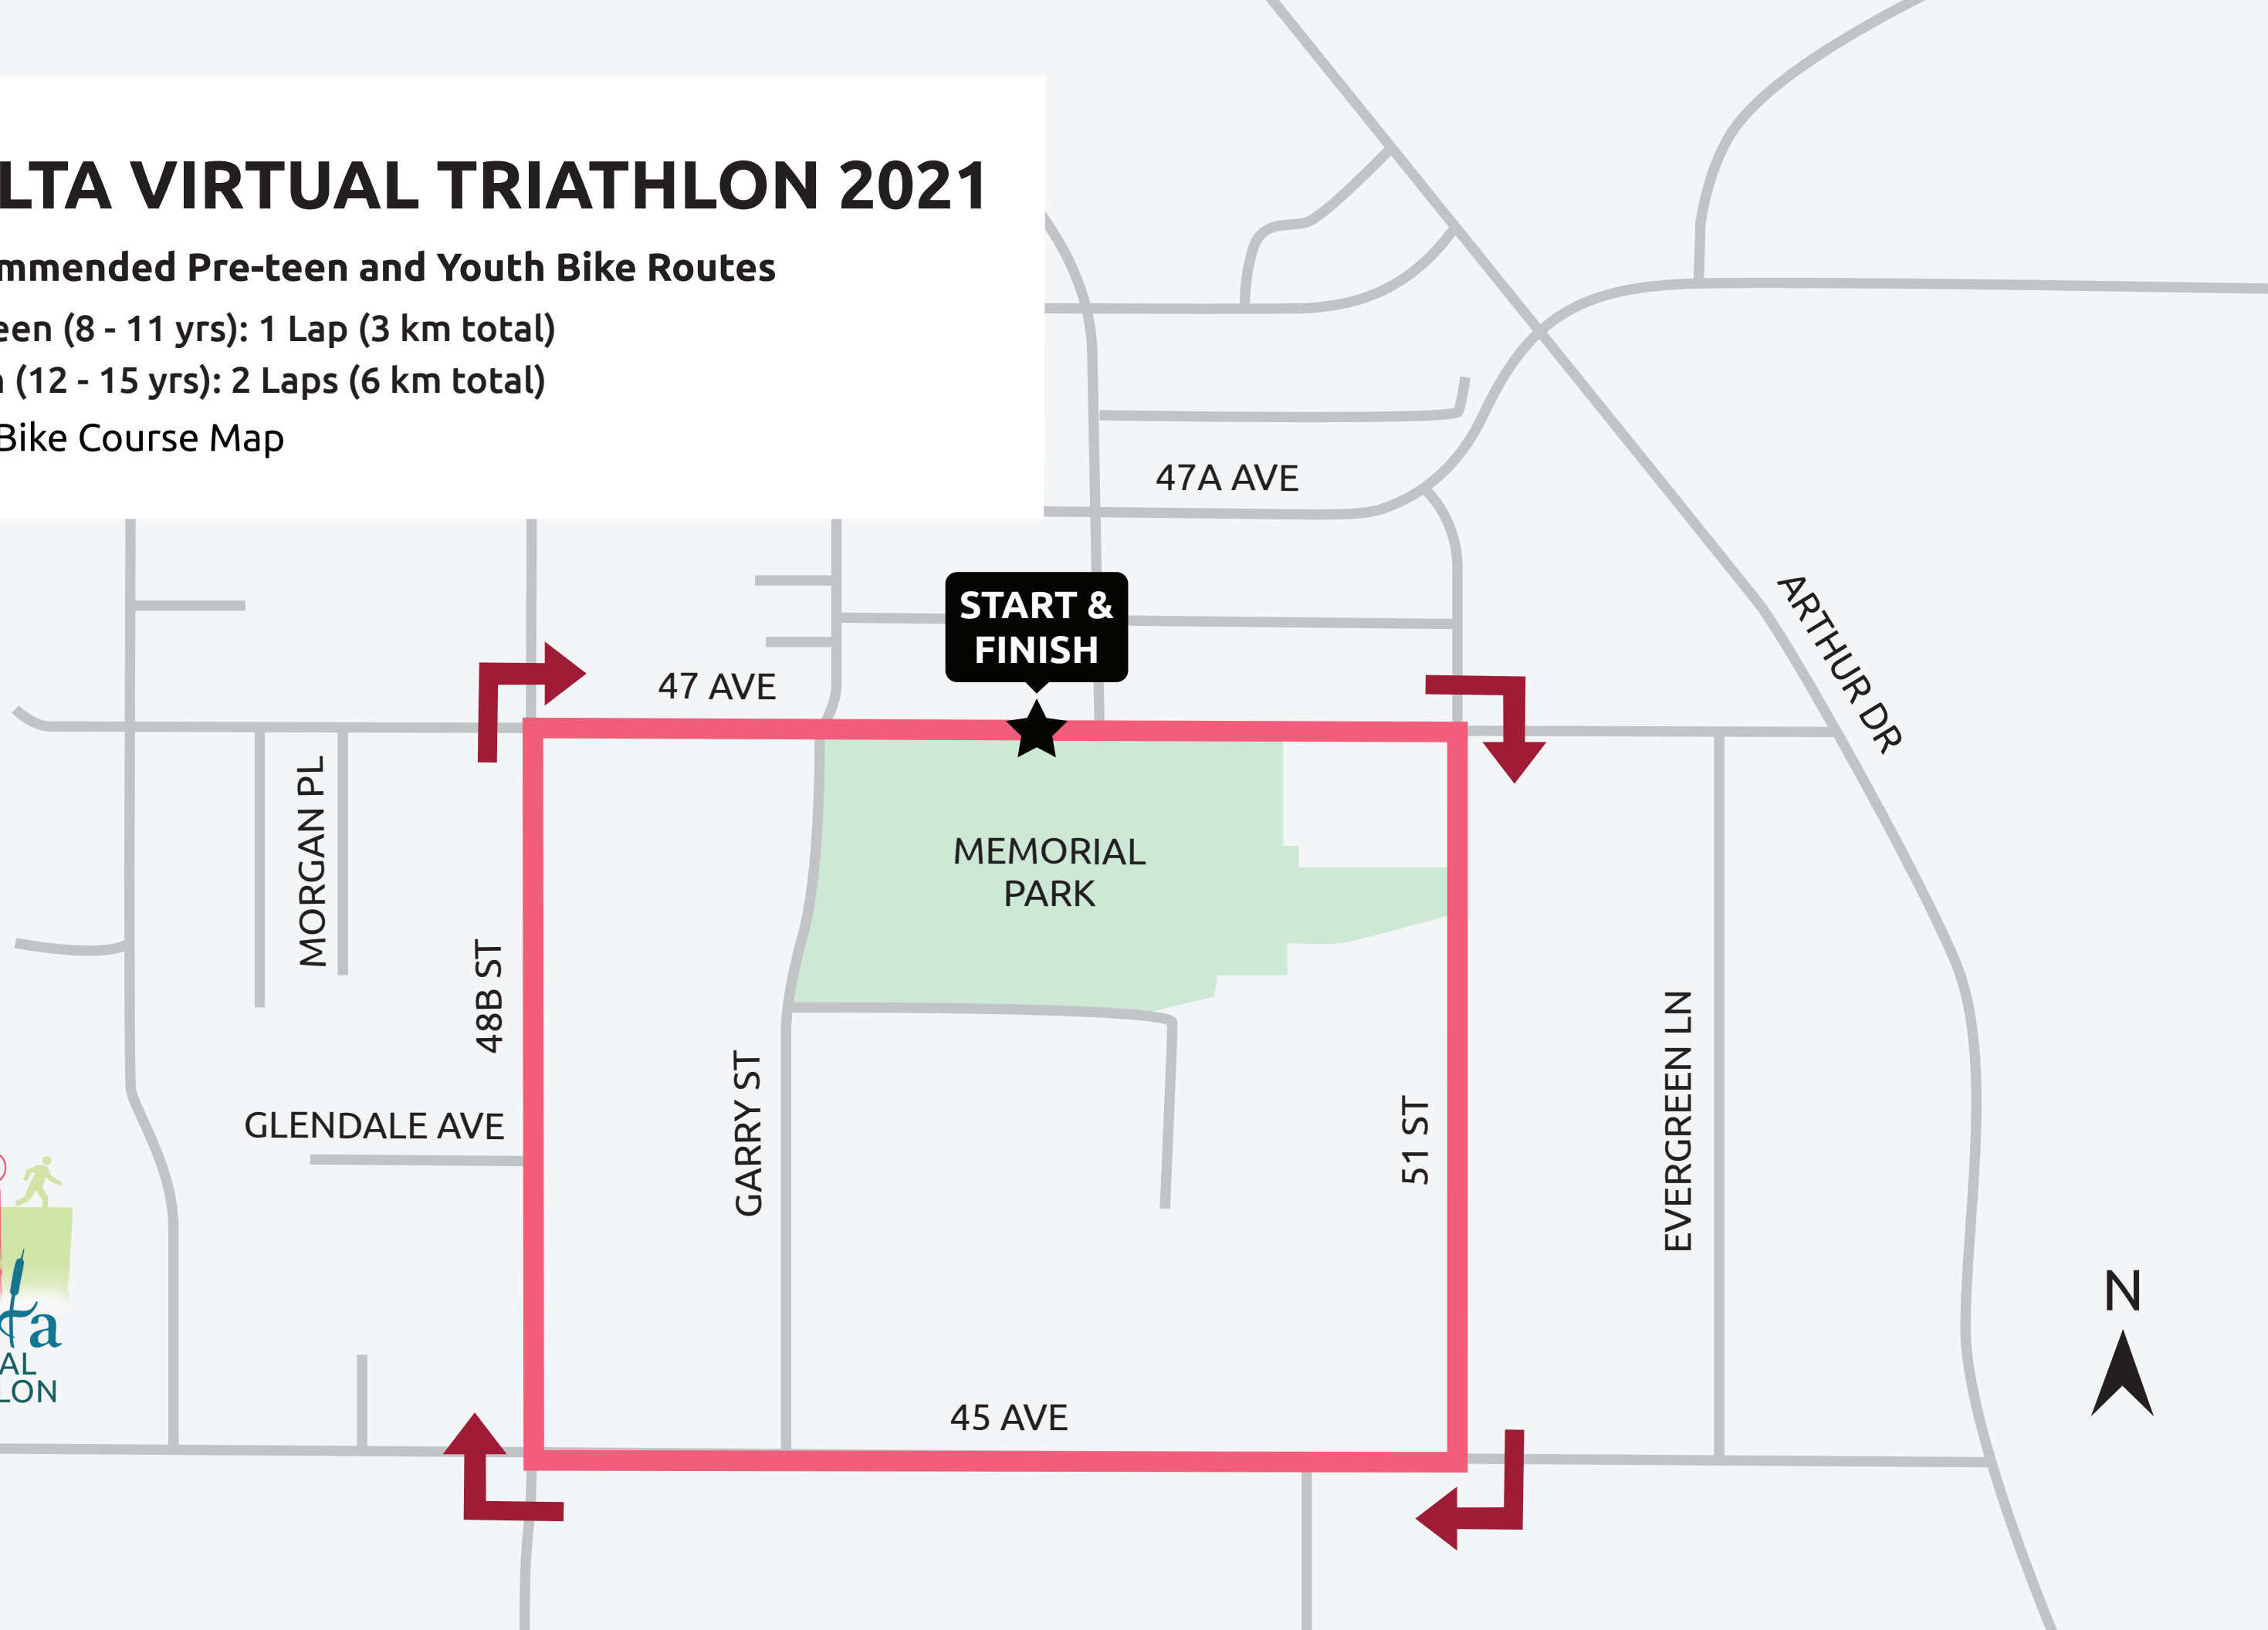 LTA VIRTUAL TRIATHLON 2021
mmended Pre-teen and Youth Bike Routes
een (8 - 11 yrs): 1 Lap (3 km total)
(12 - 15 yrs): 2 Laps (6 km total)
Bike Course Map
47A AVE
START &
FINISH
47 AVE
ARTHUR DR
MORGAN PL
MEMORIAL
PARK
48B ST
GLENDALE AVE
GARRY ST
51 ST
EVERGREEN LN
N
ta
AL
LON
45 AVE